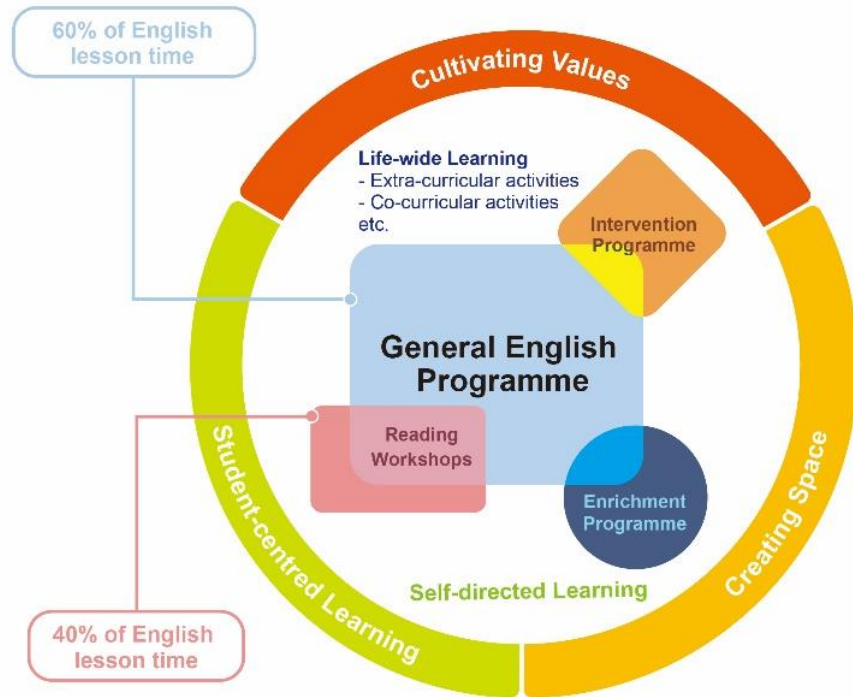 60% of English
lesson time
Cultivating Values
Life-wide Learning
- Extra-curricular activities
- Co-curricular activities
etc.
Intervention
Programme
General English
Programme
Reading
Workshops
Enrichment
Programme
Self-directed Learning
Student-centred Learning
Creating Space
40% of English
lesson time